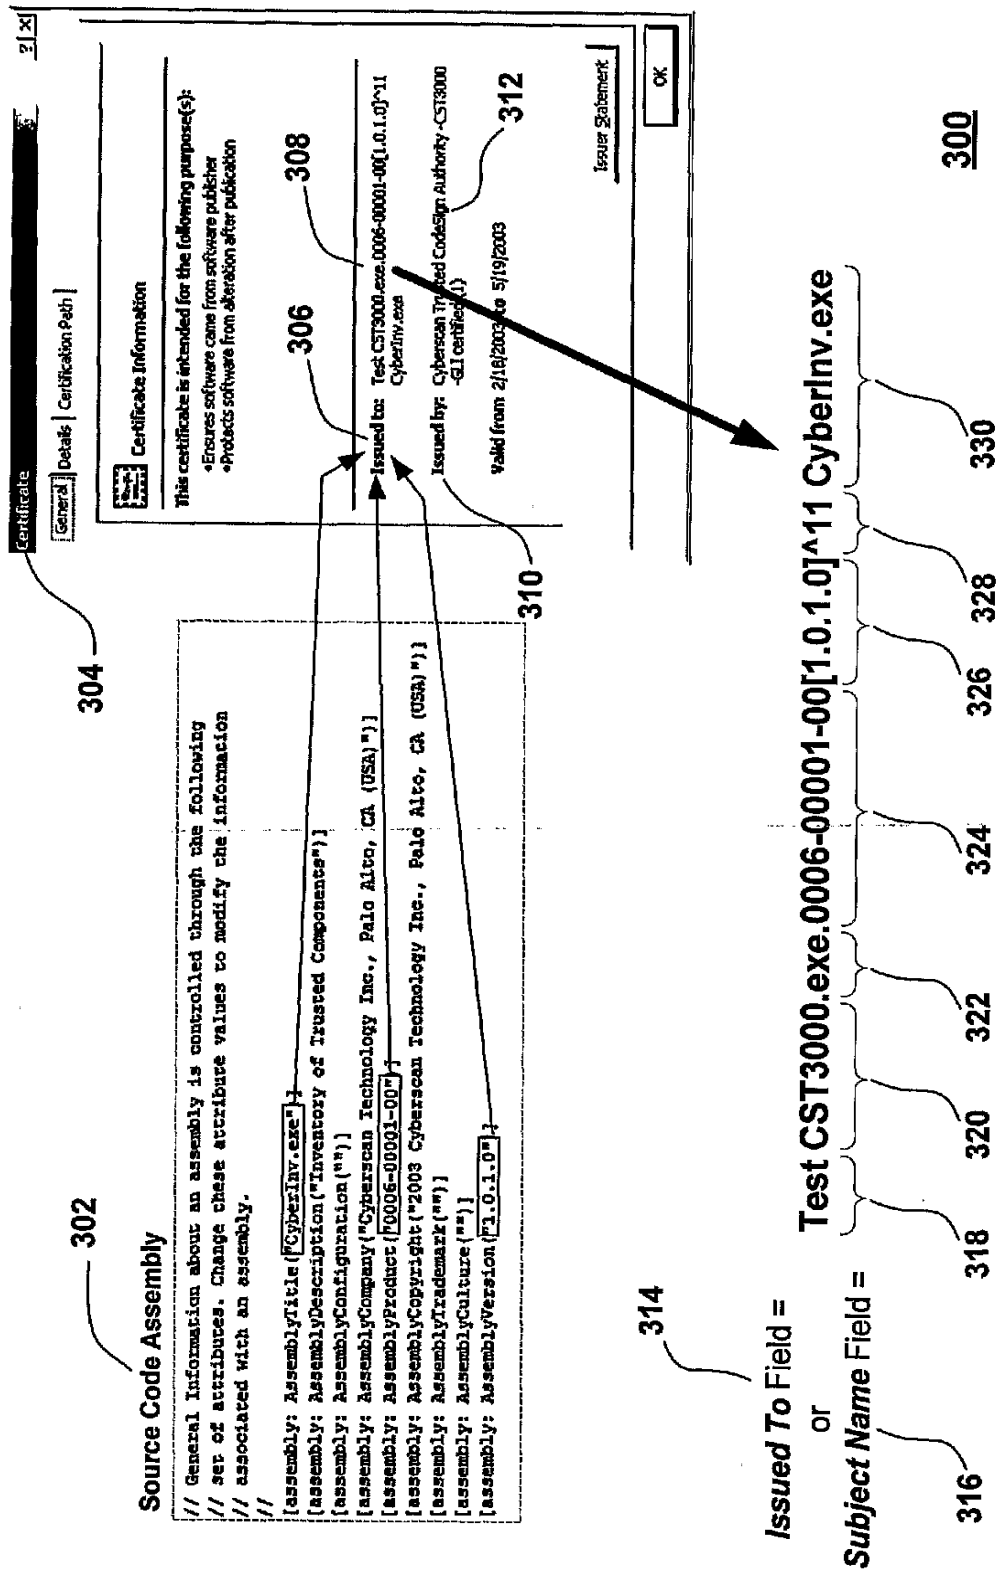 Source Code Assembly
302
// General Information about an assembly is controlled through the following
// set of attributes. Change these attribute values to modify the information
// associated with an assembly.
//
[assembly: AssemblyTitle("CyberInv.exe")]
[assembly: AssemblyDescription("Inventory of Trusted Components")]
[assembly: AssemblyConfiguration("")]
[assembly: AssemblyCompany("Cyberscan Technology Inc., Palo Alto, CA (USA)")]
[assembly: AssemblyProduct("0006-00001-00")]
[assembly: AssemblyCopyright("2003 Cyberscan Technology Inc., Palo Alto, CA (USA)")]
[assembly: AssemblyTrademark("")]
[assembly: AssemblyCulture("")]
[assembly: AssemblyVersion("1.0.1.0")]
304
Certificate
? X
General Details Certification Path
Certificate Information
This certificate is intended for the following purpose(s):
•Ensures software came from software publisher
•Protects software from alteration after publication
306
308
Issued to: Test CST3000.exe.0006-00001-00[1.0.1.0]^11
CyberInv.exe
310
Issued by: Cyberscan Trusted CodeSign Authority -CST3000
-GLI certified (1)
312
Valid from 2/18/2003 to 5/19/2003
Issuer Statement
OK
300
314
Issued To Field =
or
Subject Name Field =
316
Test CST3000.exe.0006-00001-00[1.0.1.0]^11 CyberInv.exe
318
320
322
324
326
328
330